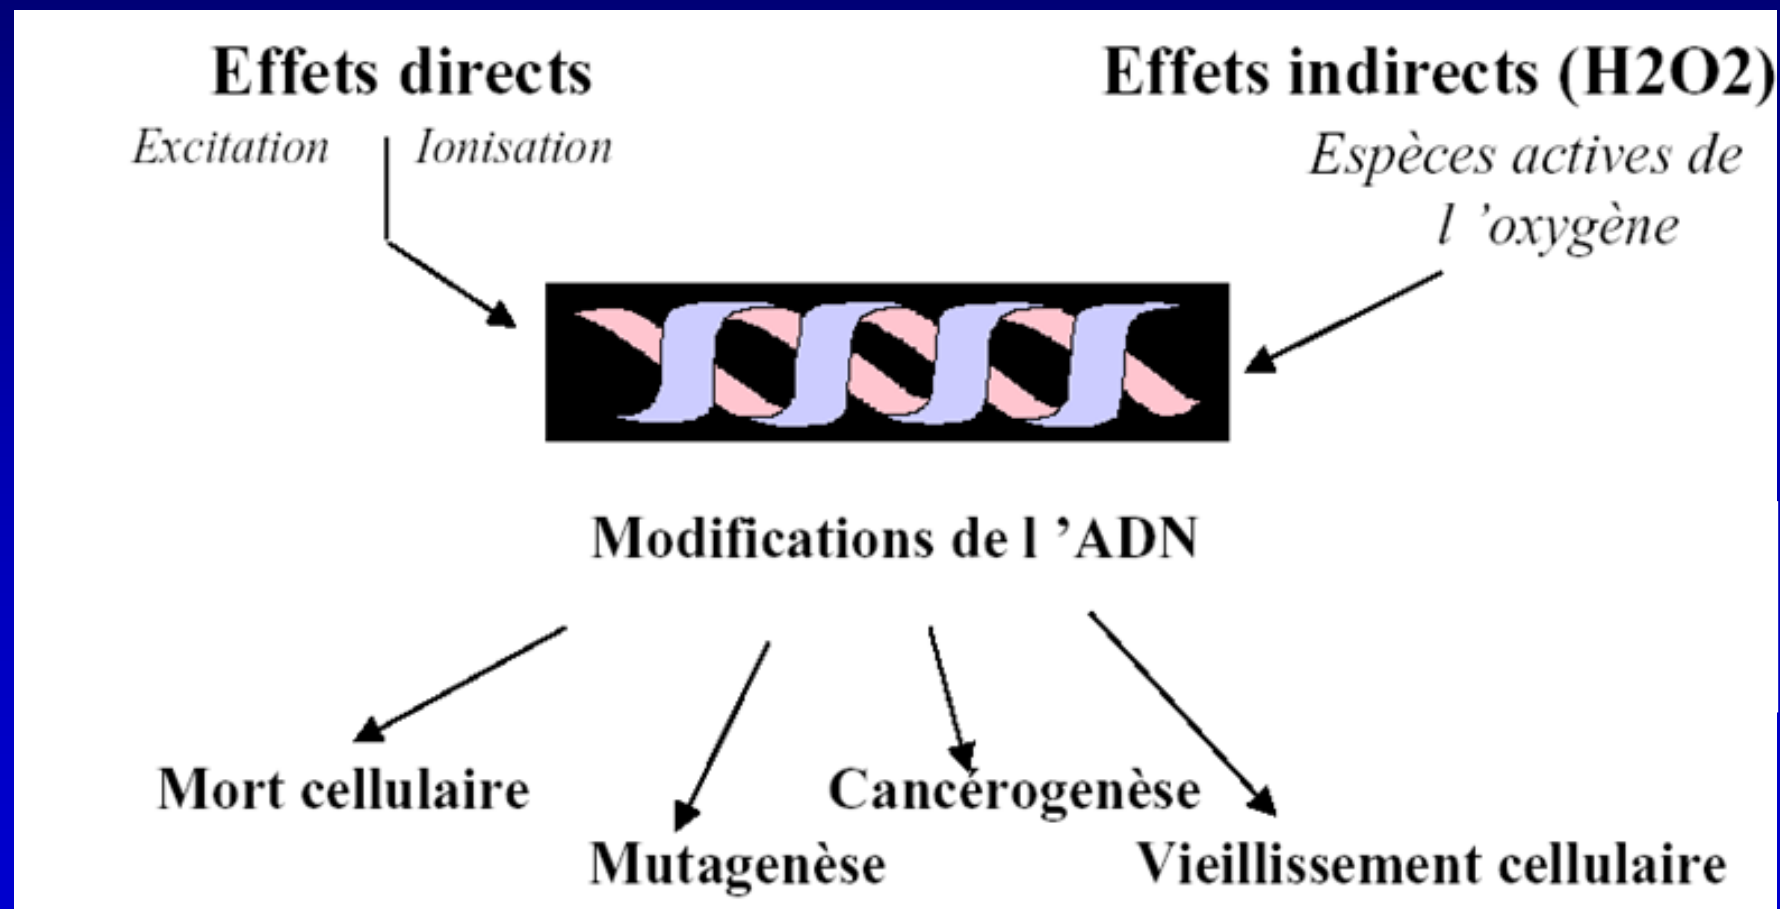 Effets directs
Excitation
Ionisation
Effets indirects (H2O2)
Espèces actives de
l ’oxygène
Modifications de l ’ADN
Mort cellulaire
Mutagenèse
Cancérogenèse
Vieillissement cellulaire